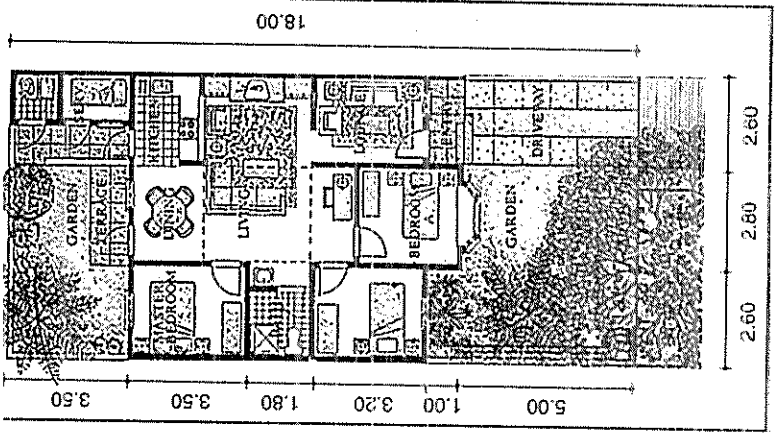 18.00
KITCHEN
LOUNGE
ENTRY
DRIVEWAY
GARDEN
TERRACE
LIVING
BEDROOM
GARDEN
MASTER
BEDROOM
2.60
2.80
2.60
3.50
3.50
1.80
3.20
1.00
5.00